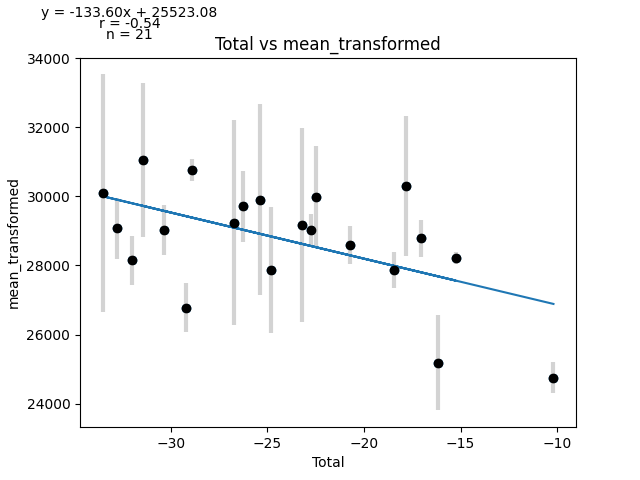 y = -133.60x + 25523.08
r = -0.54
n = 21
Total vs mean_transformed
34000
32000
30000
28000
26000
24000
mean_transformed
−30
−25
−20
−15
−10
Total